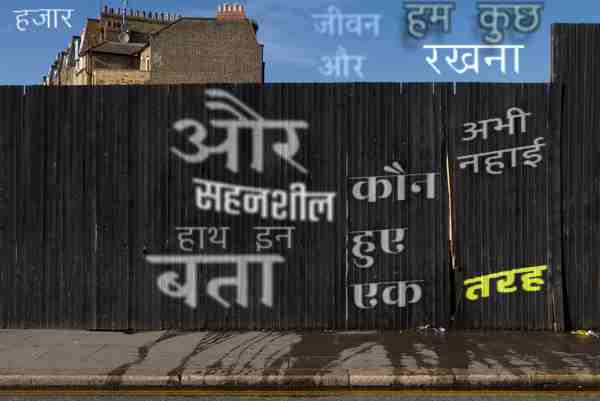 हजार
जीवन
और
हम कुछ
रखना
और
सहनशील
हाथ इन
बता
कौन
हुए
एक
अभी
नहाई
तरह